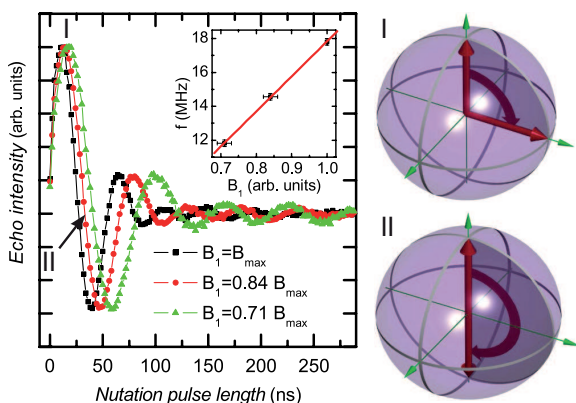 I
Echo intensity (arb. units)
II
B1=Bmax
B1=0.84 Bmax
B1=0.71 Bmax
0
50
100
150
200
250
Nutation pulse length (ns)
f (MHz)
18
16
14
12
0.7
0.8
0.9
1.0
B1 (arb. units)
I
II